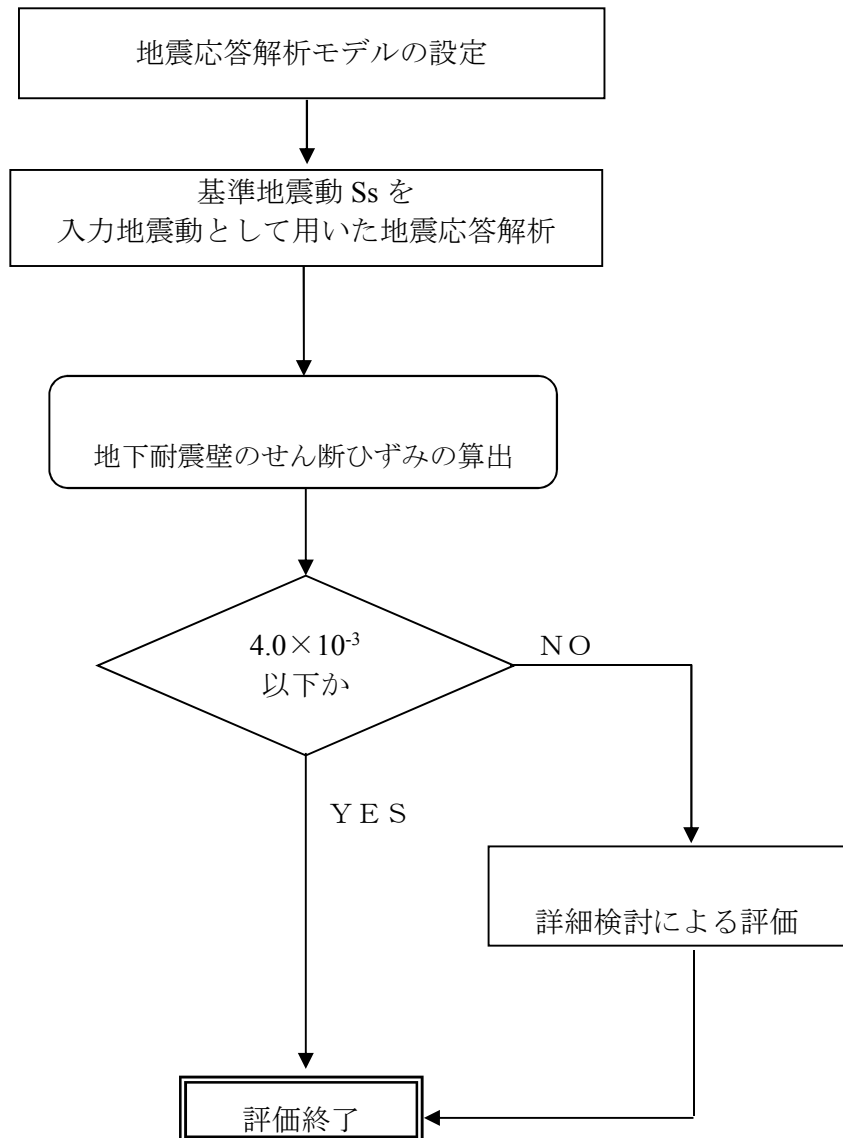 地震応答解析モデルの設定
基準地震動 Ss を
入力地震動として用いた地震応答解析
地下耐震壁のせん断ひずみの算出
4.0×10⁻³
以下か
ＮＯ
ＹＥＳ
詳細検討による評価
評価終了